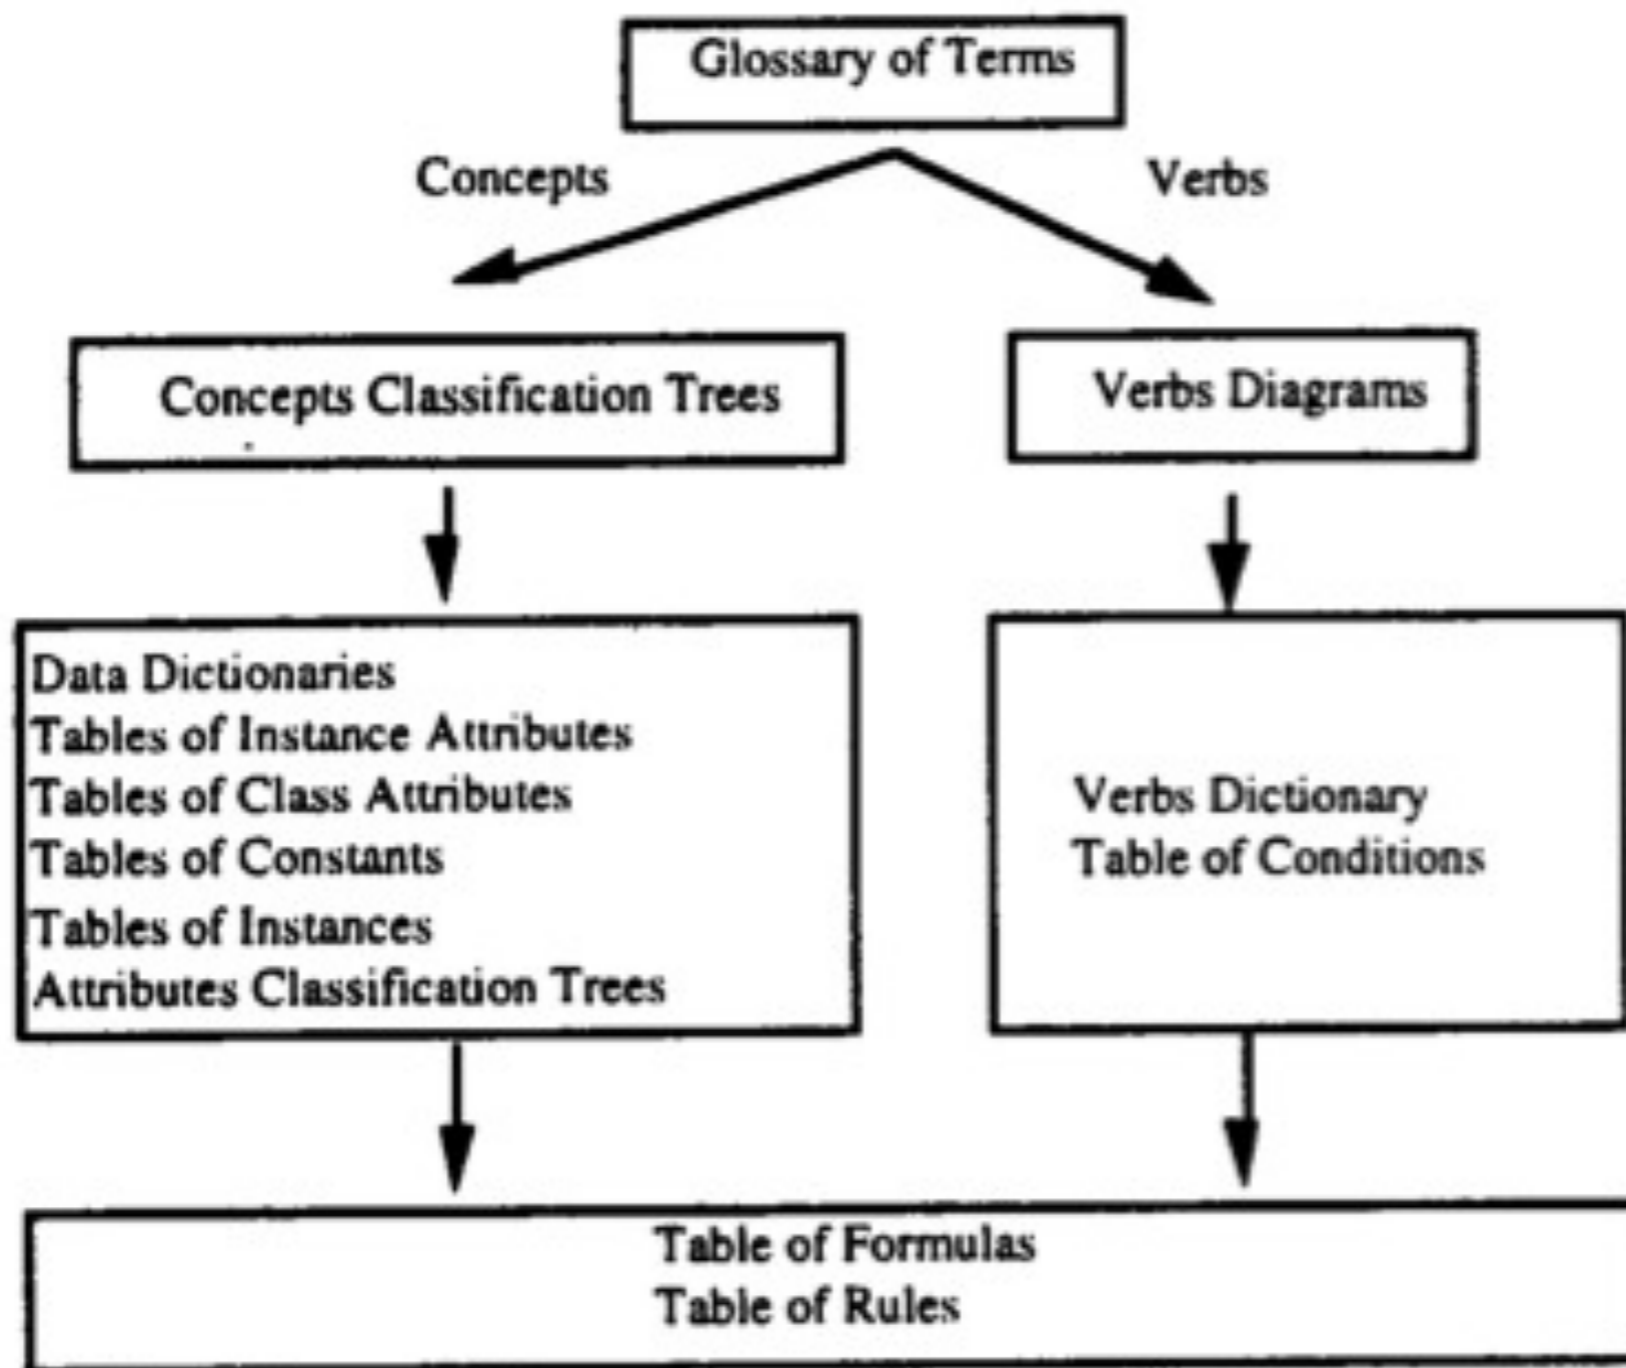 Glossary of Terms
Concepts
Verbs
Concepts Classification Trees
Verbs Diagrams
Data Dictionaries
Tables of Instance Attributes
Tables of Class Attributes
Tables of Constants
Tables of Instances
Attributes Classification Trees
Verbs Dictionary
Table of Conditions
Table of Formulas
Table of Rules